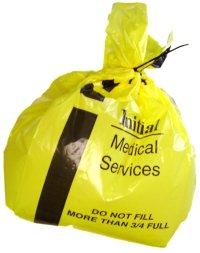 Initial
Medical
Services
DO NOT FILL
MORE THAN 3/4 FULL